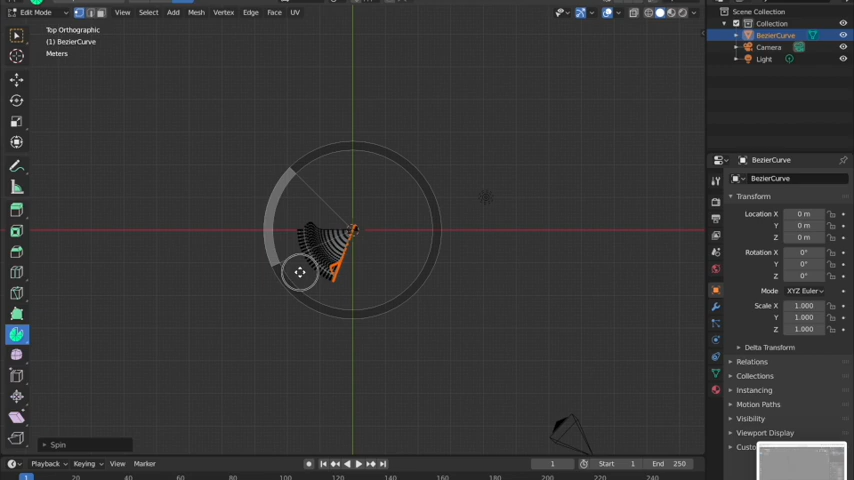 Edit Mode
View Select Add Mesh Vertex Edge Face UV
Top Orthographic
(1) BezierCurve
Meters
Spin
Scene Collection
Collection
BezierCurve
Camera
Light
BezierCurve
BezierCurve
Transform
Location X 0 m
Y 0 m
Z 0 m
Rotation X 0°
Y 0°
Z 0°
Mode XYZ Euler
Scale X 1.000
Y 1.000
Z 1.000
Delta Transform
Relations
Collections
Instancing
Motion Paths
Visibility
Viewport Display
Playback Keying View Marker
1 Start 1 End 250
1 20 40 60 80 100 120 140 160 180 200 220 240